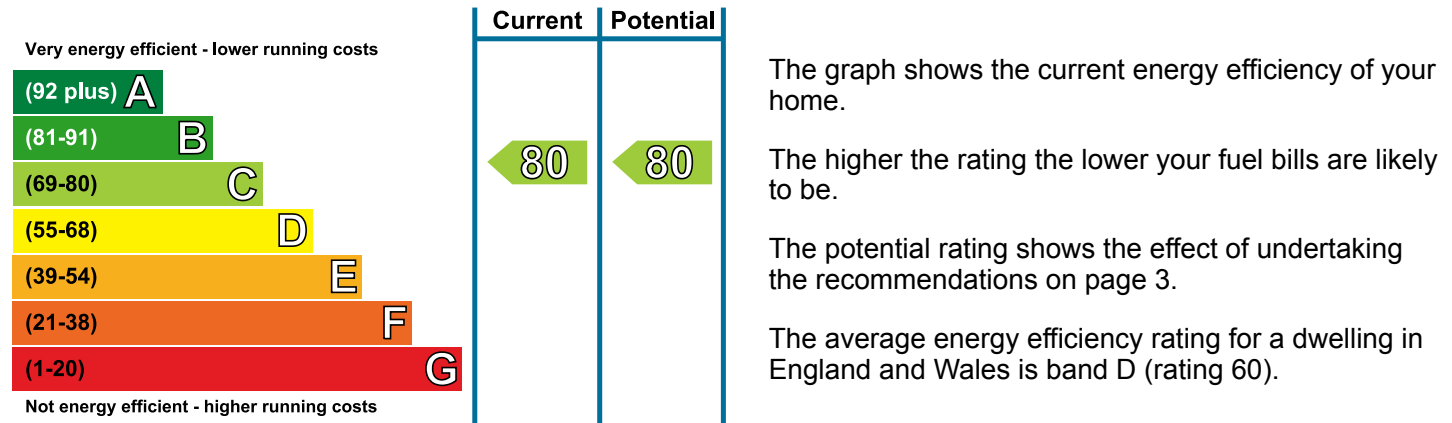 Current Potential
Very energy efficient - lower running costs
(92 plus) A
(81-91) B
(69-80) C
80 80
(55-68) D
(39-54) E
(21-38) F
(1-20) G
Not energy efficient - higher running costs
The graph shows the current energy efficiency of your
home.
The higher the rating the lower your fuel bills are likely
to be.
The potential rating shows the effect of undertaking
the recommendations on page 3.
The average energy efficiency rating for a dwelling in
England and Wales is band D (rating 60).